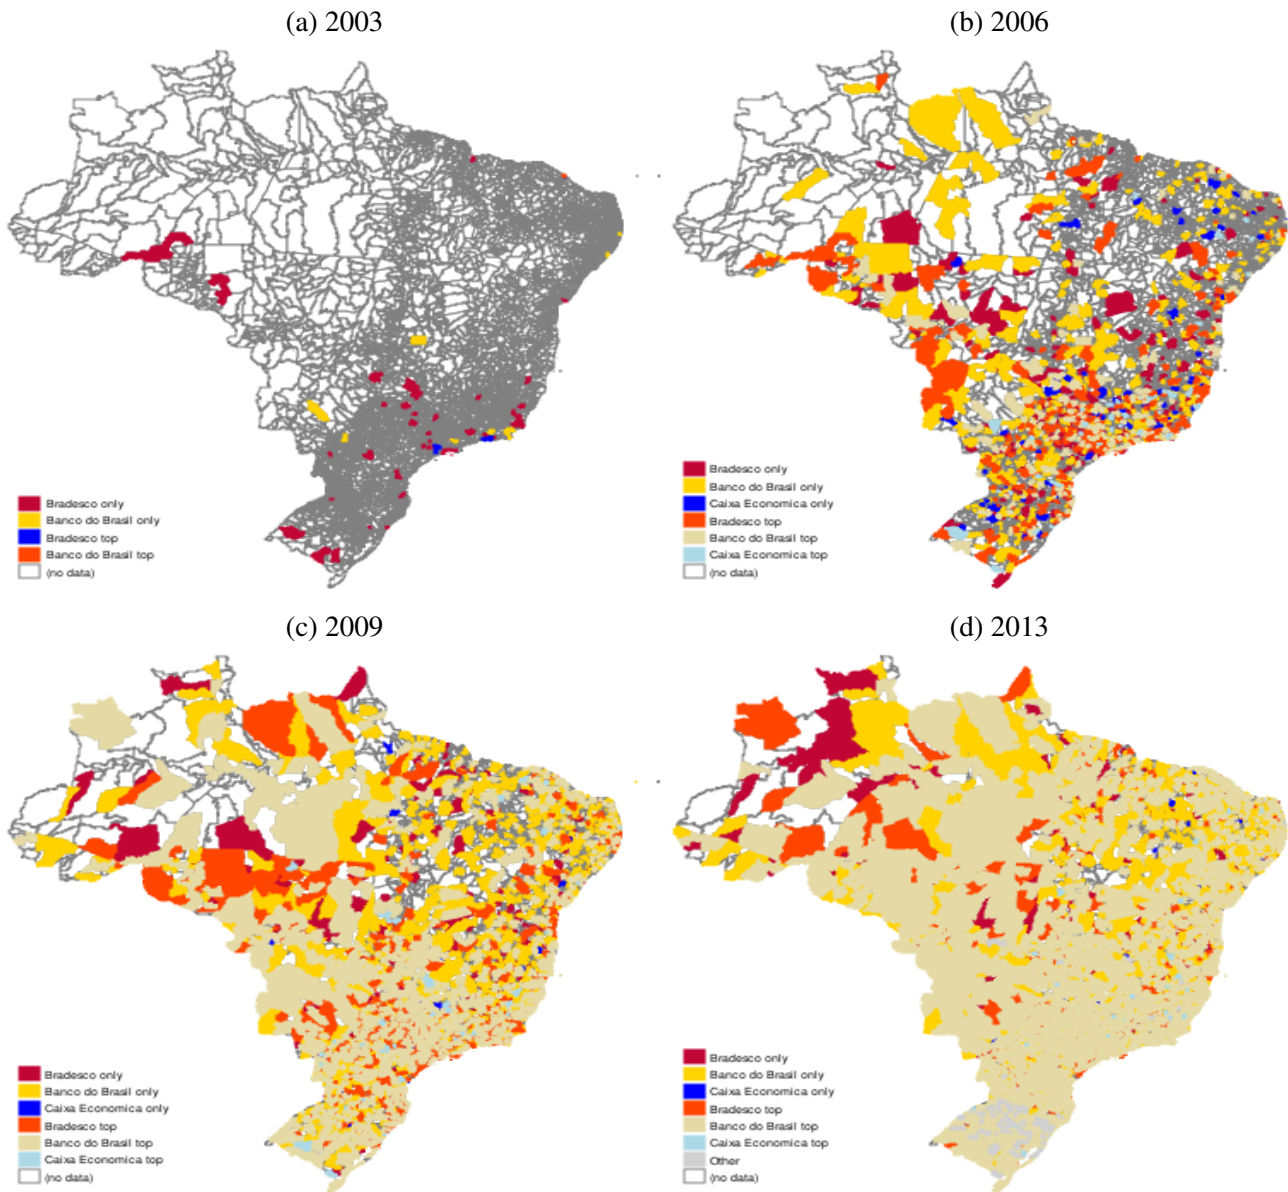 (a) 2003
Bradesco only
Banco do Brasil only
Bradesco top
Banco do Brasil top
(no data)
(b) 2006
Bradesco only
Banco do Brasil only
Caixa Economica only
Bradesco top
Banco do Brasil top
Caixa Economica top
(no data)
(c) 2009
Bradesco only
Banco do Brasil only
Caixa Economica only
Bradesco top
Banco do Brasil top
Caixa Economica top
(no data)
(d) 2013
Bradesco only
Banco do Brasil only
Caixa Economica only
Bradesco top
Banco do Brasil top
Caixa Economica top
Other
(no data)